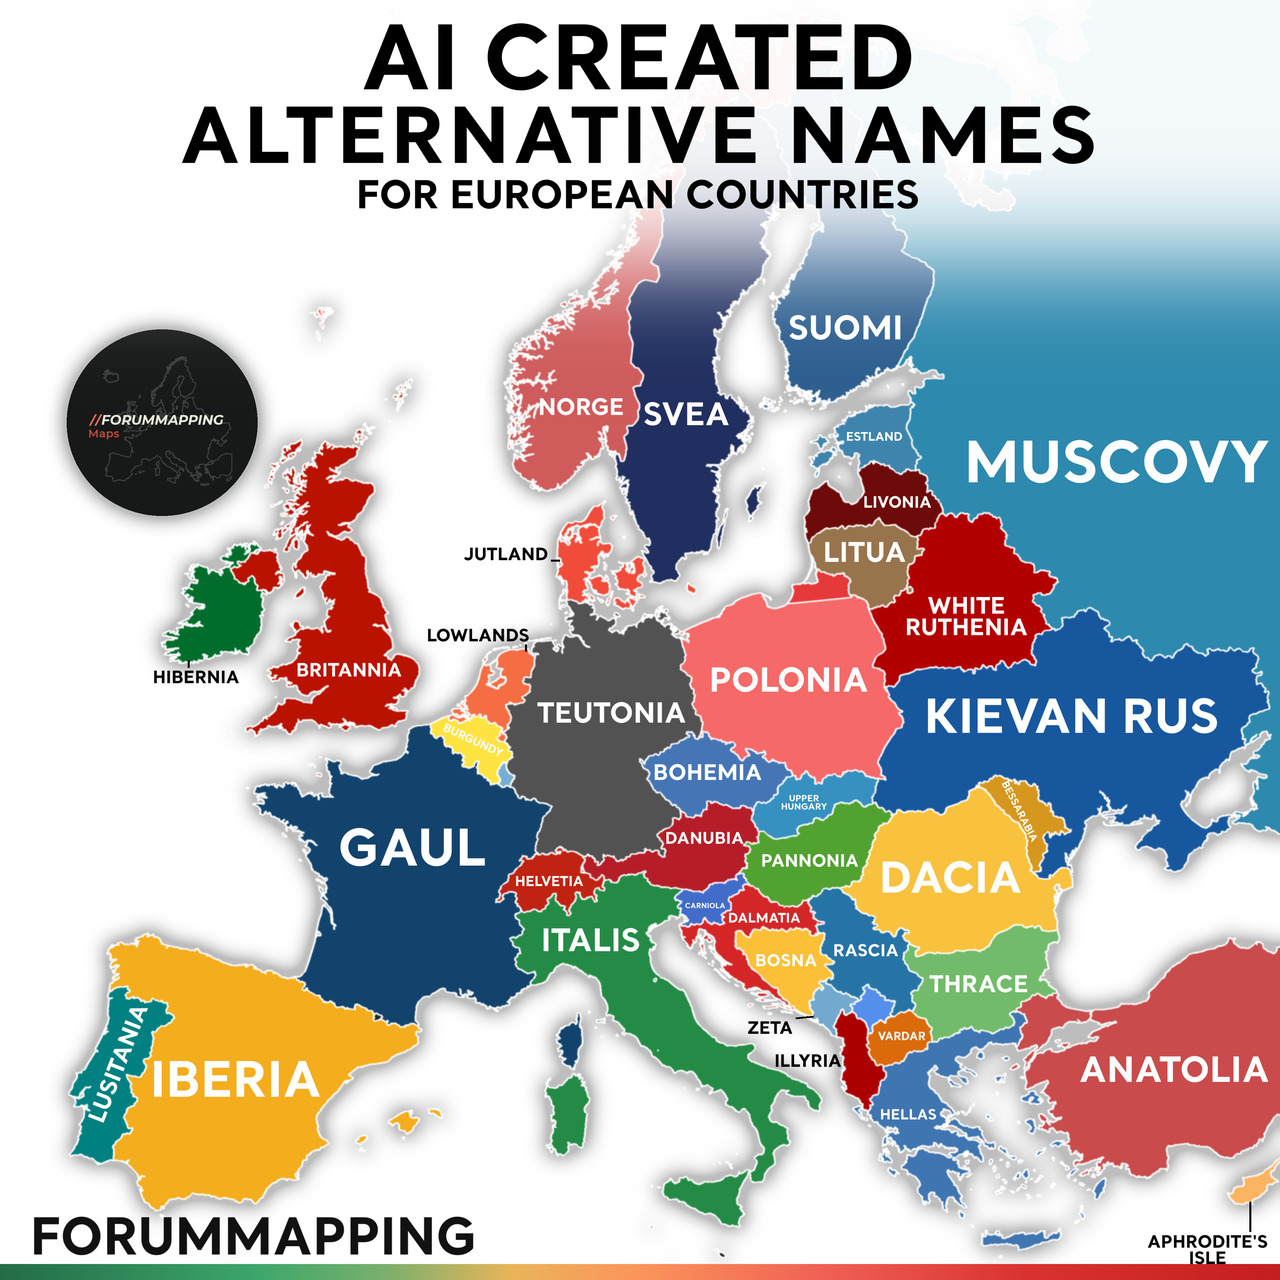 AI CREATED
ALTERNATIVE NAMES
FOR EUROPEAN COUNTRIES
//FORUMMAPPING
Maps
SUOMI
NORGE
SVEA
ESTLAND
MUSCOVY
LIVONIA
JUTLAND
LITUA
WHITE
RUTHENIA
LOWLANDS
HIBERNIA
BRITANNIA
POLONIA
TEUTONIA
KIEVAN RUS
BURGUNDY
BOHEMIA
UPPER
HUNGARY
BESSARABIA
GAUL
DANUBIA
PANNONIA
DACIA
HELVETIA
CARNIOLA
DALMATIA
ITALIS
BOSNA
RASCIA
THRACE
ZETA
VARDAR
ILLYRIA
LUSITANIA
IBERIA
ANATOLIA
HELLAS
FORUMMAPPING
APHRODITE'S
ISLE